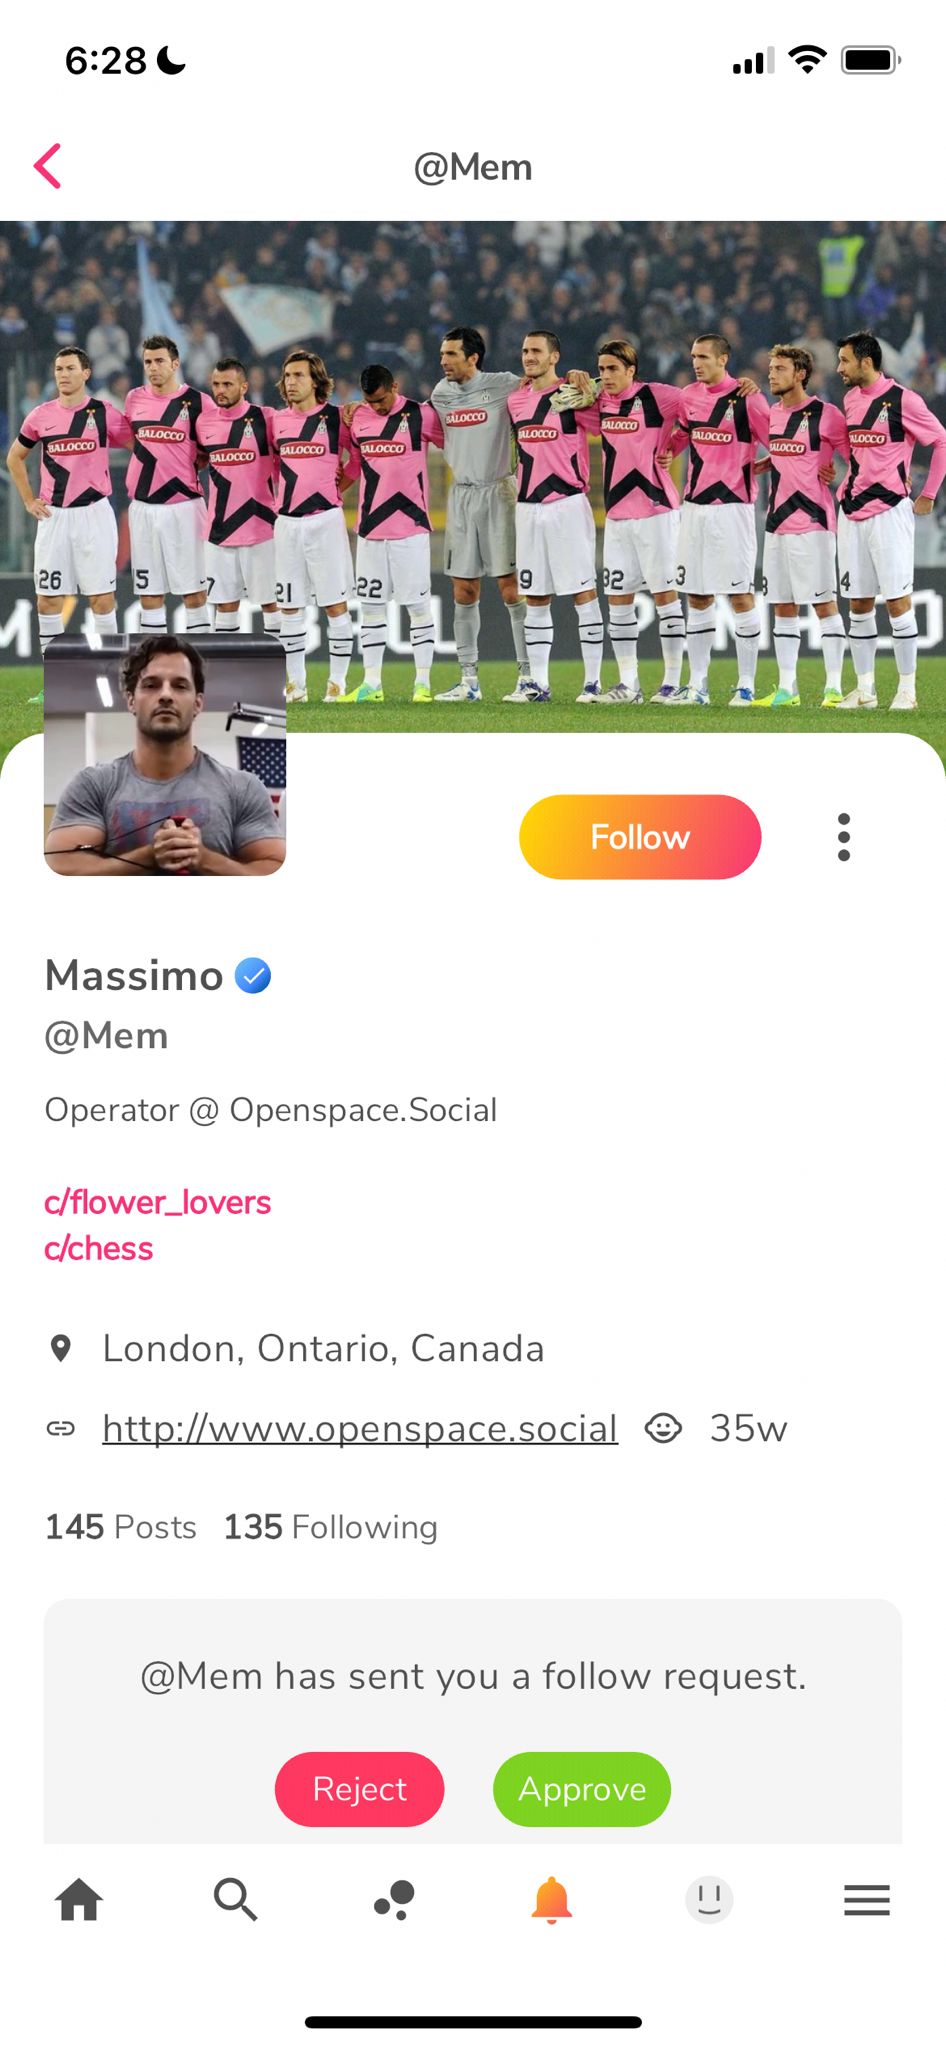 6:28
@Mem
BALOCCO BALOCCO BALOCCO BALOCCO BALOCCO BALOCCO BALOCCO BALOCCO BALOCCO BALOCCO BALOCCO
26 5 7 21 22 9 32 3 8 4
Follow
Massimo
@Mem
Operator @ Openspace.Social
c/flower_lovers
c/chess
London, Ontario, Canada
http://www.openspace.social 35w
145 Posts 135 Following
@Mem has sent you a follow request.
Reject Approve